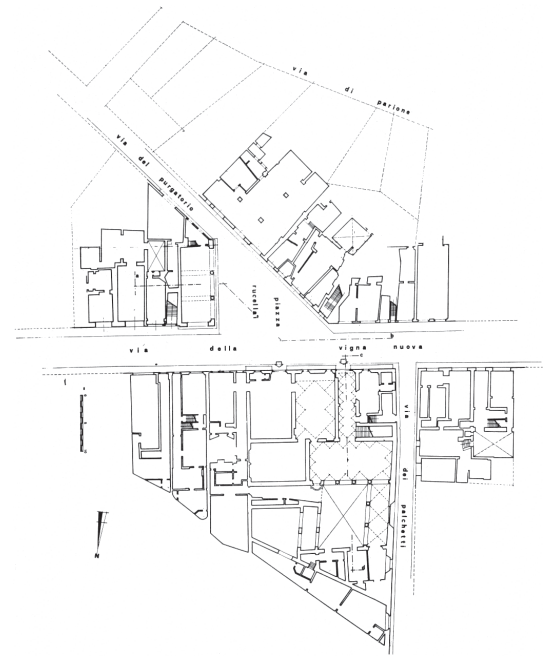 via di parione
via del purgatorio
piazza
rucellai
via della vigna nuova
via dei palchetti
N